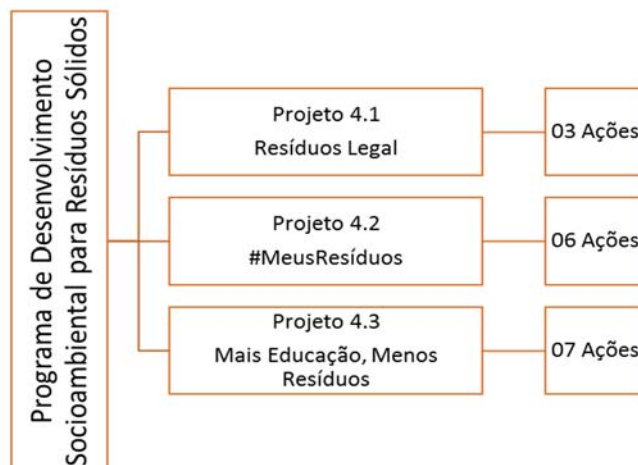 Programa de Desenvolvimento
Socioambiental para Resíduos Sólidos
Projeto 4.1
Resíduos Legal
03 Ações
Projeto 4.2
#MeusResíduos
06 Ações
Projeto 4.3
Mais Educação, Menos
Resíduos
07 Ações